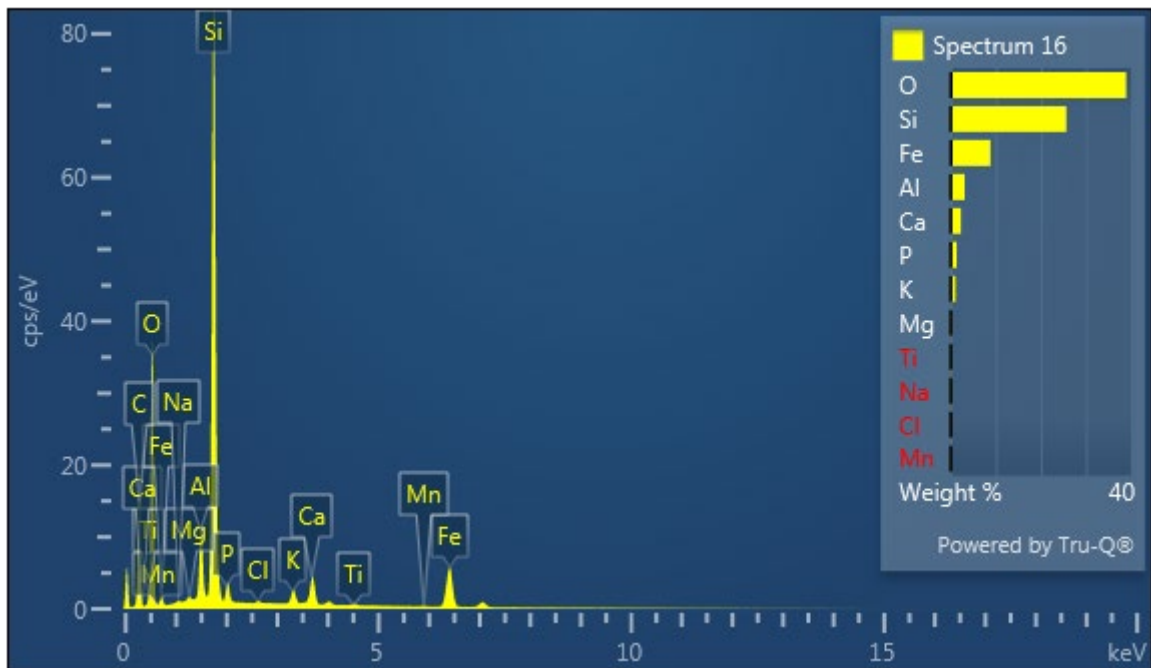 80
Si
60
40
20
0
cps/eV
O
C
Na
Fe
Ca
Al
Ti
Mg
Mn
P
Cl
K
Ca
Ti
Mn
Fe
0
5
10
15
keV
Spectrum 16
O
Si
Fe
Al
Ca
P
K
Mg
Ti
Na
Cl
Mn
Weight % 40
Powered by Tru-Q®